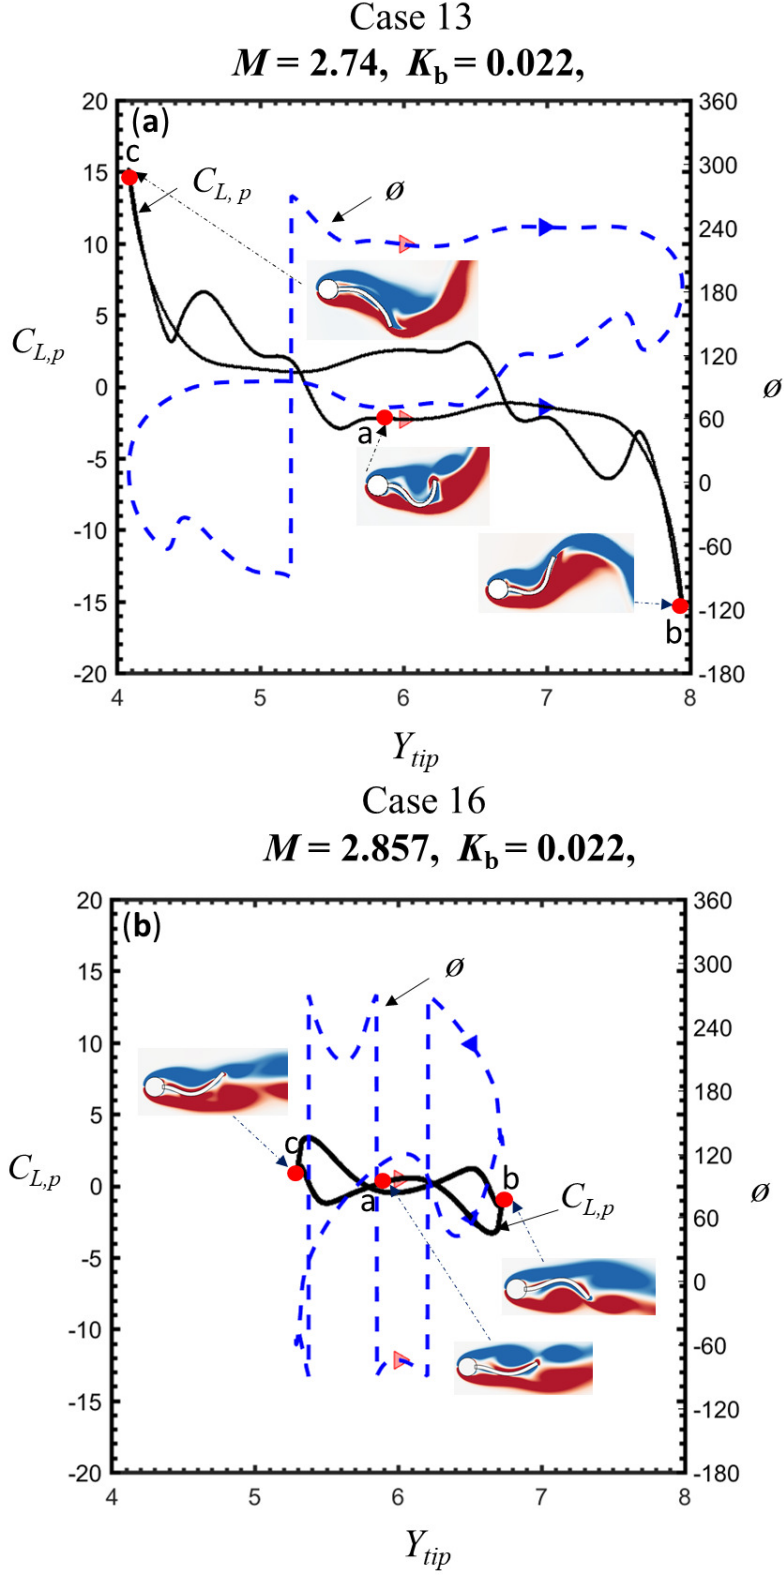 Case 13
M = 2.74, Kb = 0.022,
(a)
20
15
10
5
0
-5
-10
-15
-20
CL,p
c
CL, p
ø
a
b
360
300
240
180
120
60
0
-60
-120
-180
ø
4 5 6 7 8
Ytip
Case 16
M = 2.857, Kb = 0.022,
(b)
20
15
10
5
0
-5
-10
-15
-20
CL,p
ø
c
a
b
CL,p
360
300
240
180
120
60
0
-60
-120
-180
ø
4 5 6 7 8
Ytip